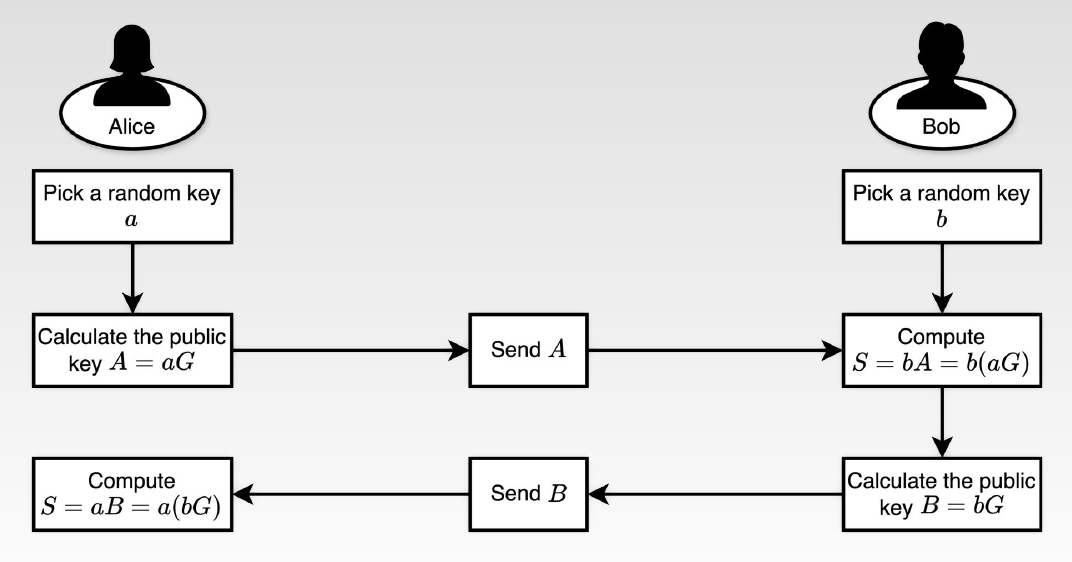 Alice
Bob
Pick a random key
a
Pick a random key
b
Calculate the public
key A = aG
Send A
Compute
S = bA = b(aG)
Compute
S = aB = a(bG)
Send B
Calculate the public
key B = bG